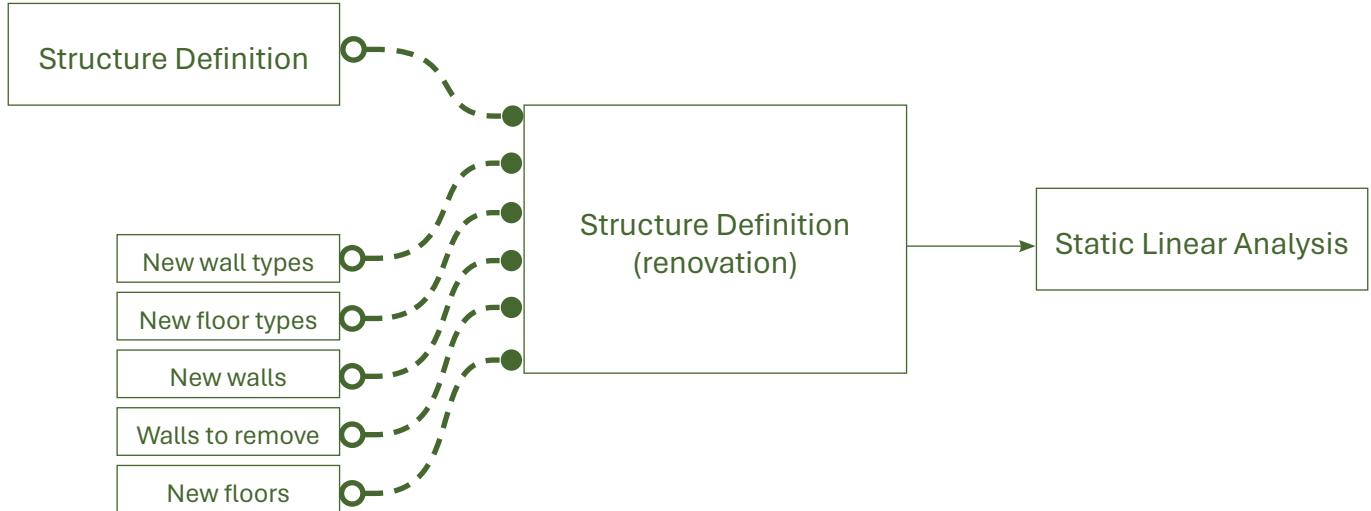 Structure Definition
New wall types
New floor types
New walls
Walls to remove
New floors
Structure Definition
(renovation)
Static Linear Analysis